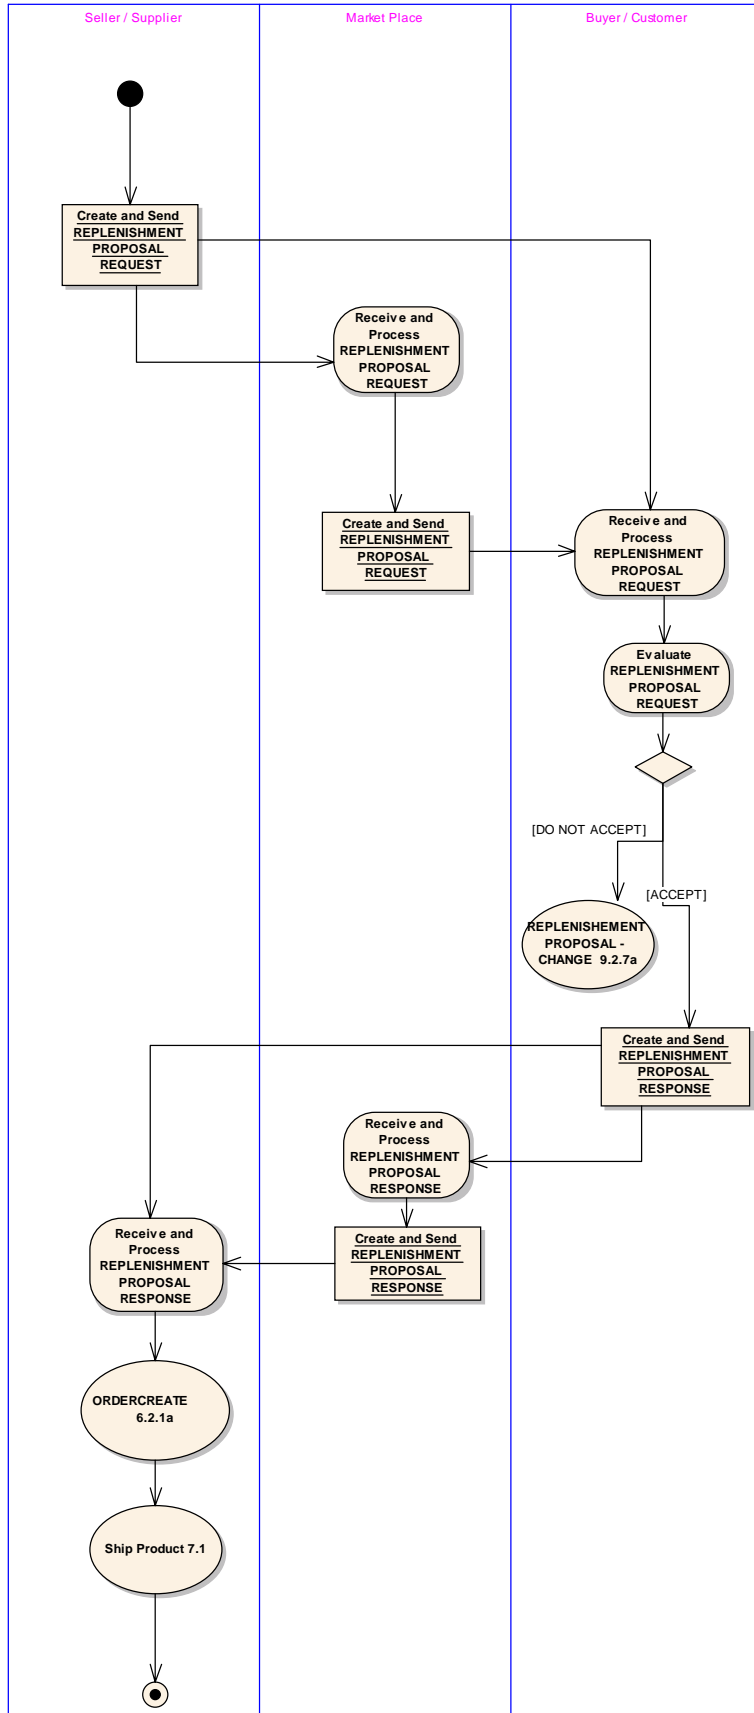 Seller / Supplier
Market Place
Buyer / Customer
Create and Send
REPLENISHMENT
PROPOSAL
REQUEST
Receive and
Process
REPLENISHMENT
PROPOSAL
REQUEST
Create and Send
REPLENISHMENT
PROPOSAL
REQUEST
Receive and
Process
REPLENISHMENT
PROPOSAL
REQUEST
Evaluate
REPLENISHMENT
PROPOSAL
REQUEST
[DO NOT ACCEPT]
[ACCEPT]
REPLENISHEMENT
PROPOSAL -
CHANGE 9.2.7a
Create and Send
REPLENISHMENT
PROPOSAL
RESPONSE
Receive and
Process
REPLENISHMENT
PROPOSAL
RESPONSE
Create and Send
REPLENISHMENT
PROPOSAL
RESPONSE
Receive and
Process
REPLENISHMENT
PROPOSAL
RESPONSE
ORDERCREATE
6.2.1a
Ship Product 7.1